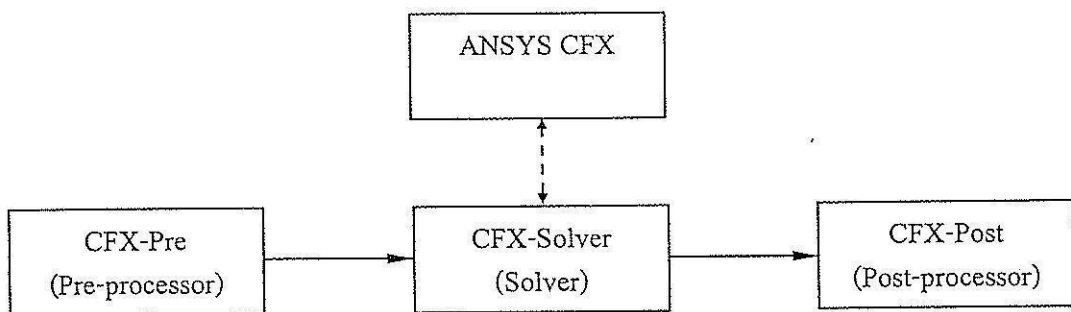 ANSYS CFX
CFX-Pre
(Pre-processor)
CFX-Solver
(Solver)
CFX-Post
(Post-processor)